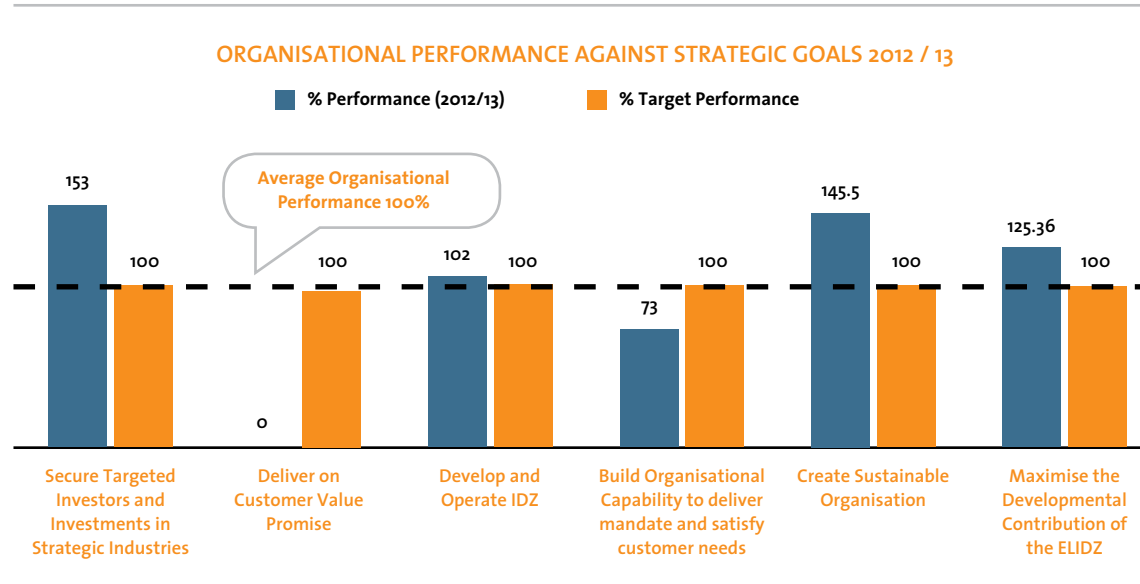 ORGANISATIONAL PERFORMANCE AGAINST STRATEGIC GOALS 2012 / 13
% Performance (2012/13)
% Target Performance
Average Organisational
Performance 100%
153
100
0
100
102
100
73
100
145.5
100
125.36
100
Secure Targeted
Investors and
Investments in
Strategic Industries
Deliver on
Customer Value
Promise
Develop and
Operate IDZ
Build Organisational
Capability to deliver
mandate and satisfy
customer needs
Create Sustainable
Organisation
Maximise the
Developmental
Contribution of
the ELIDZ